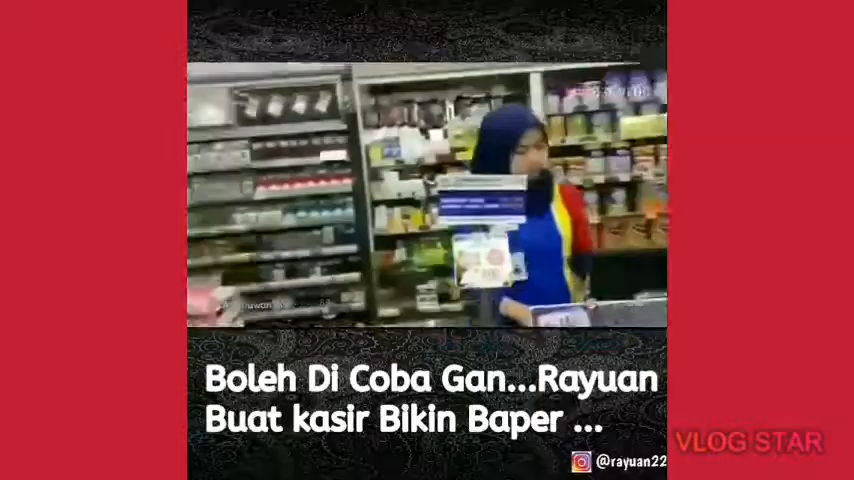 Boleh Di Coba Gan...Rayuan
Buat kasir Bikin Baper ...
@rayuan22
VLOG STAR